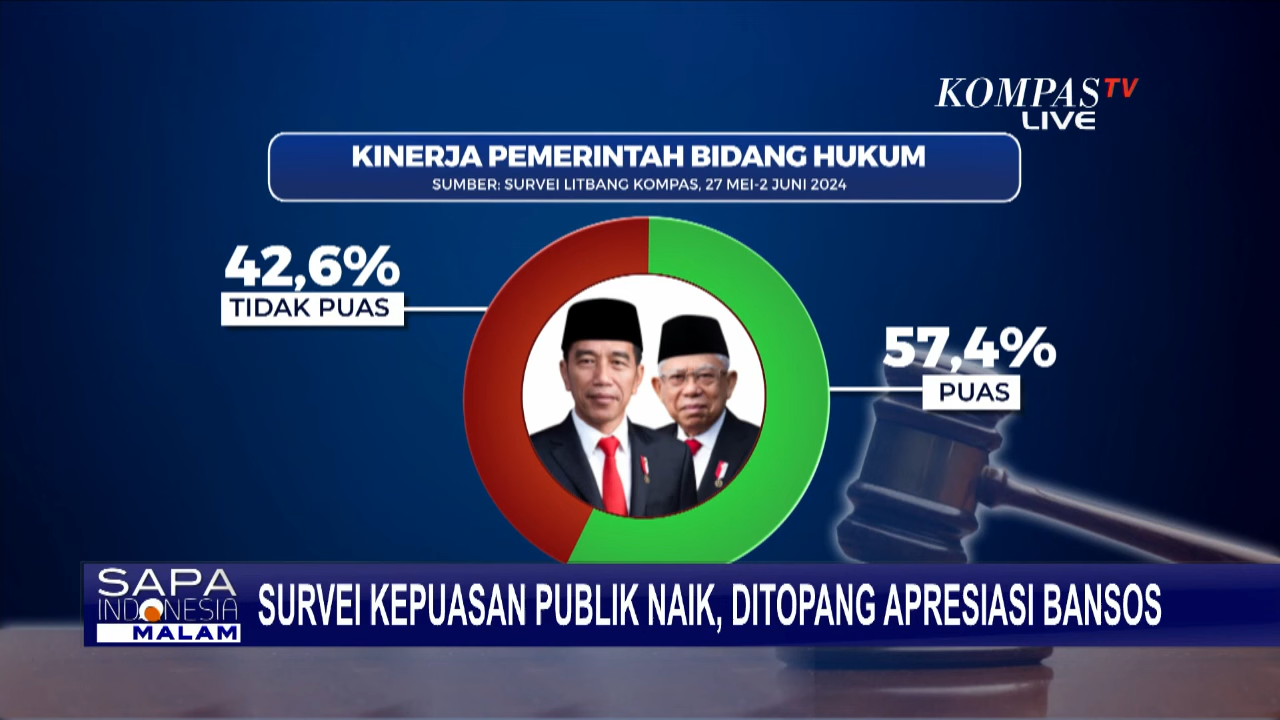 KOMPAS TV
LIVE
KINERJA PEMERINTAH BIDANG HUKUM
SUMBER: SURVEI LITBANG KOMPAS, 27 MEI-2 JUNI 2024
42,6%
TIDAK PUAS
57,4%
PUAS
SAPA
INDONESIA
MALAM
SURVEI KEPUASAN PUBLIK NAIK, DITOPANG APRESIASI BANSOS